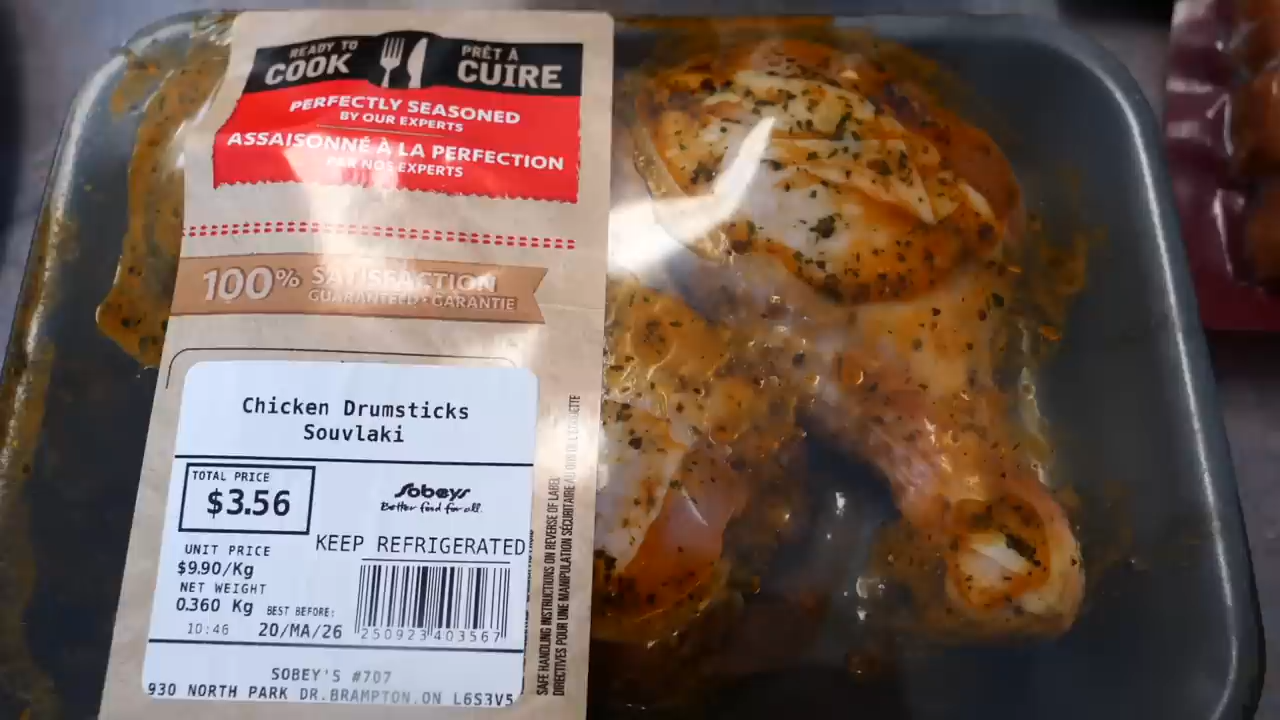 READY TO
COOK
PRÊT À
CUIRE
PERFECTLY SEASONED
BY OUR EXPERTS
ASSAISONNÉ À LA PERFECTION
PAR NOS EXPERTS
100% SATISFACTION
GUARANTEED • GARANTIE
Chicken Drumsticks
Souvlaki
TOTAL PRICE
$3.56
Sobeys
Better food for all.
KEEP REFRIGERATED
UNIT PRICE
$9.90/Kg
NET WEIGHT
0.360 Kg
BEST BEFORE:
10:46
20/MA/26
250923403567
SOBEY'S #707
930 NORTH PARK DR.BRAMPTON,ON L6S3V5
SAFE HANDLING INSTRUCTIONS ON REVERSE OF LABEL
DIRECTIVES POUR UNE MANIPULATION SÉCURITAIRE AU DOS DE L'ÉTIQUETTE